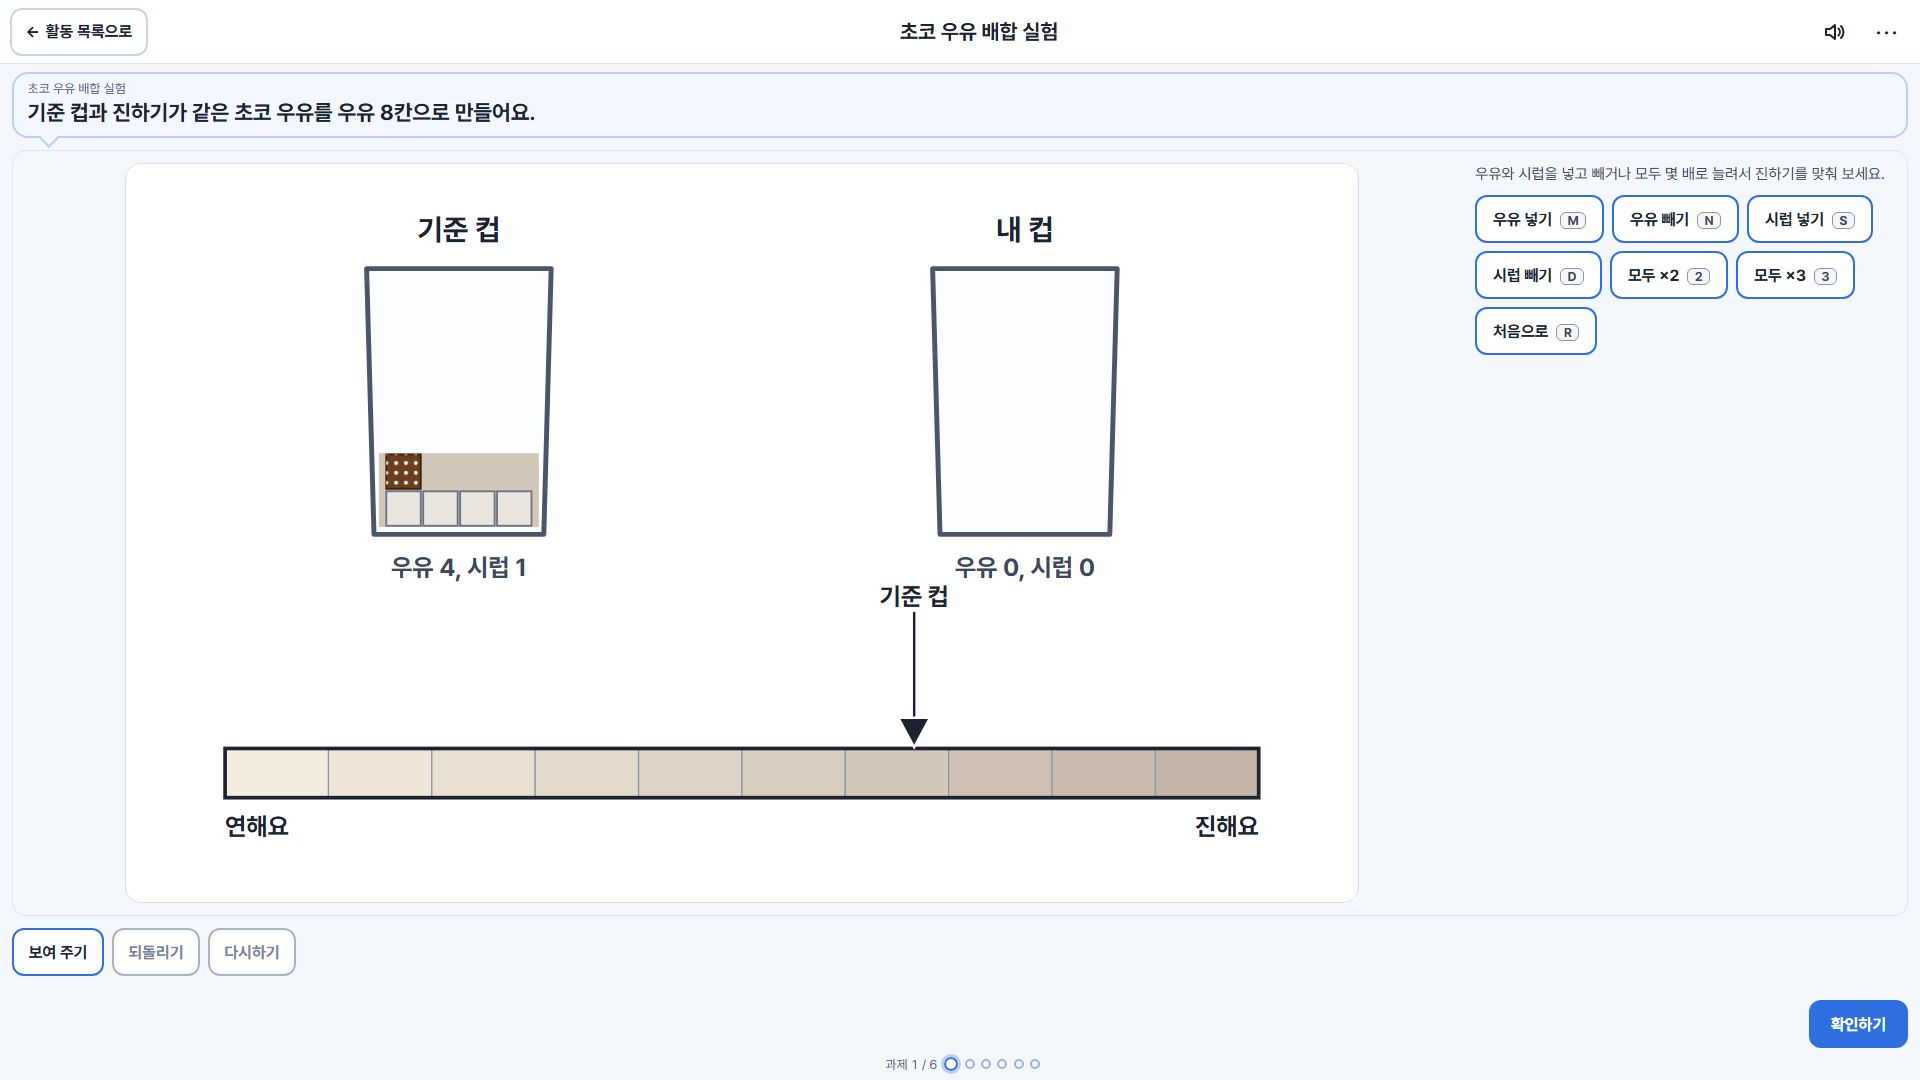 ← 활동 목록으로
초코 우유 배합 실험
초코 우유 배합 실험
기준 컵과 진하기가 같은 초코 우유를 우유 8칸으로 만들어요.
기준 컵
내 컵
우유 4, 시럽 1
우유 0, 시럽 0
기준 컵
연해요
진해요
우유와 시럽을 넣고 빼거나 모두 몇 배로 늘려서 진하기를 맞춰 보세요.
우유 넣기 M
우유 빼기 N
시럽 넣기 S
시럽 빼기 D
모두 ×2 2
모두 ×3 3
처음으로 R
보여 주기
되돌리기
다시하기
확인하기
과제 1 / 6